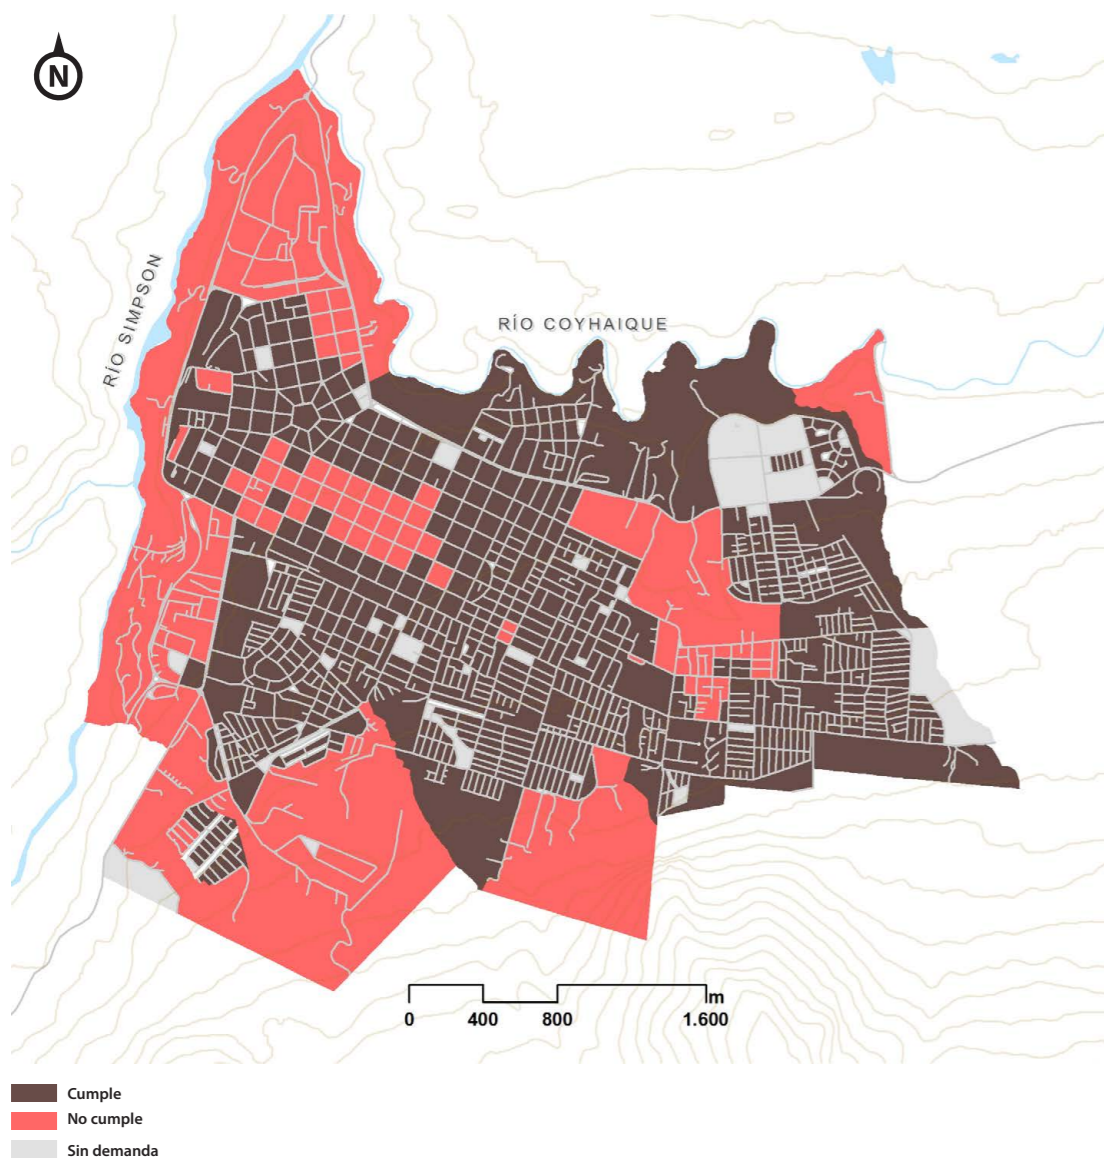 N
RÍO SIMPSON
RÍO COYHAIQUE
m
0 400 800 1.600
Cumple
No cumple
Sin demanda